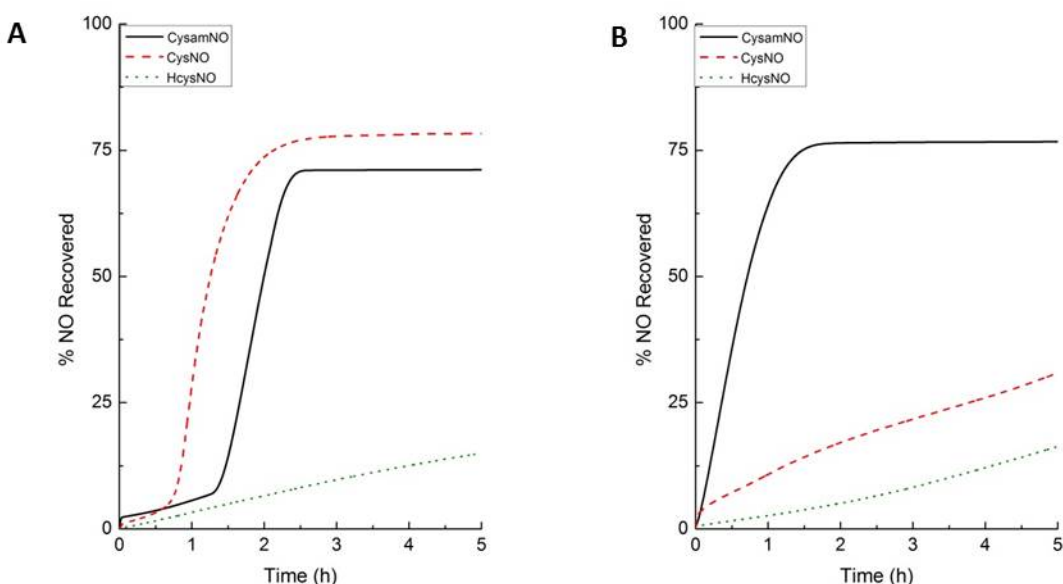 A
CysamNO
CysNO
HcysNO
100
75
50
25
0
% NO Recovered
0 1 2 3 4 5
Time (h)
B
CysamNO
CysNO
HcysNO
100
75
50
25
0
% NO Recovered
0 1 2 3 4 5
Time (h)